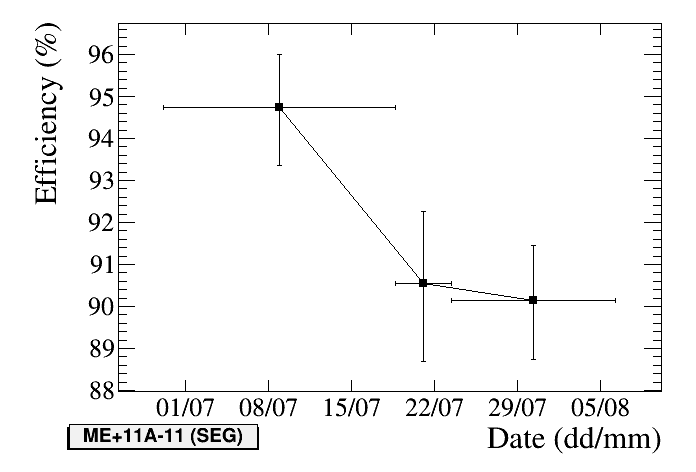 Efficiency (%)
96
95
94
93
92
91
90
89
88
01/07 08/07 15/07 22/07 29/07 05/08
ME+11A-11 (SEG)
Date (dd/mm)